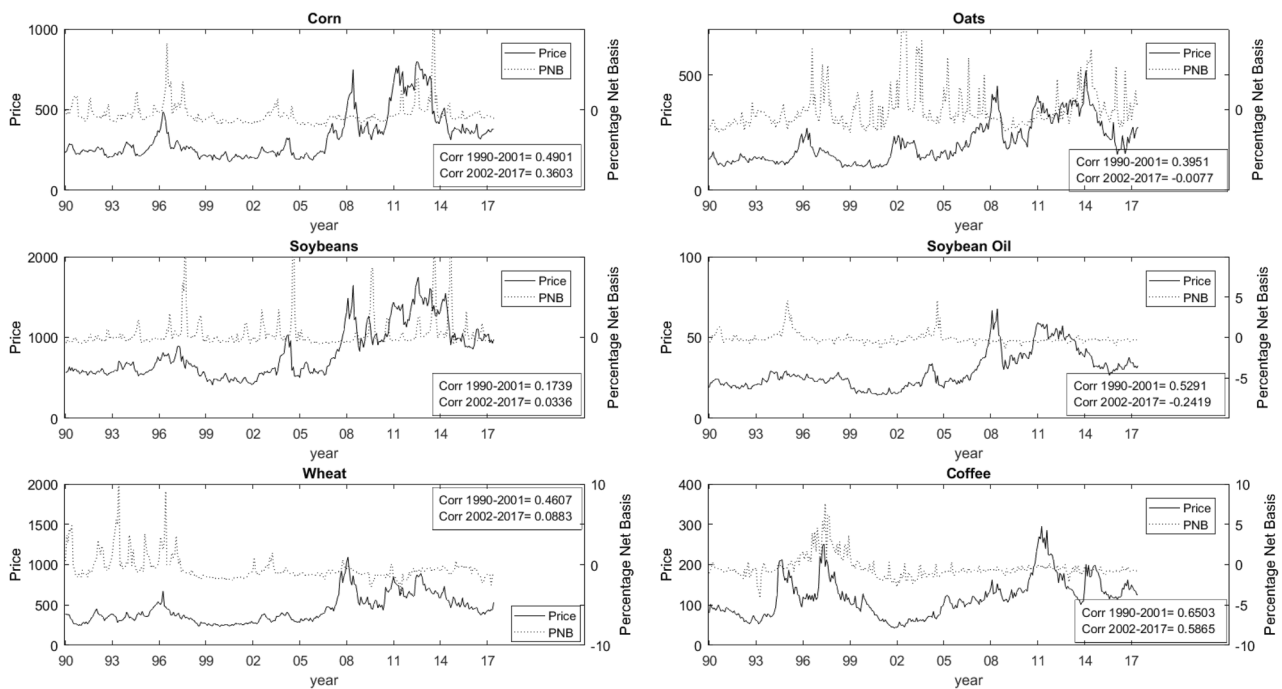 Corn
1000
500
0
Price
Price
PNB
0
Percentage Net Basis
Corr 1990-2001= 0.4901
Corr 2002-2017= 0.3603
90 93 96 99 02 05 08 11 14 17
year
Oats
500
0
Price
Price
PNB
0
Percentage Net Basis
Corr 1990-2001= 0.3951
Corr 2002-2017= -0.0077
90 93 96 99 02 05 08 11 14 17
year
Soybeans
2000
1000
0
Price
Price
PNB
0
Percentage Net Basis
Corr 1990-2001= 0.1739
Corr 2002-2017= 0.0336
90 93 96 99 02 05 08 11 14 17
year
Soybean Oil
100
50
0
Price
Price
PNB
5
0
-5
Percentage Net Basis
Corr 1990-2001= 0.5291
Corr 2002-2017= -0.2419
90 93 96 99 02 05 08 11 14 17
year
Wheat
2000
1500
1000
500
0
Price
Corr 1990-2001= 0.4607
Corr 2002-2017= 0.0883
10
5
0
-5
-10
Percentage Net Basis
Price
PNB
90 93 96 99 02 05 08 11 14 17
year
Coffee
400
300
200
100
0
Price
Price
PNB
10
5
0
-5
-10
Percentage Net Basis
Corr 1990-2001= 0.6503
Corr 2002-2017= 0.5865
90 93 96 99 02 05 08 11 14 17
year